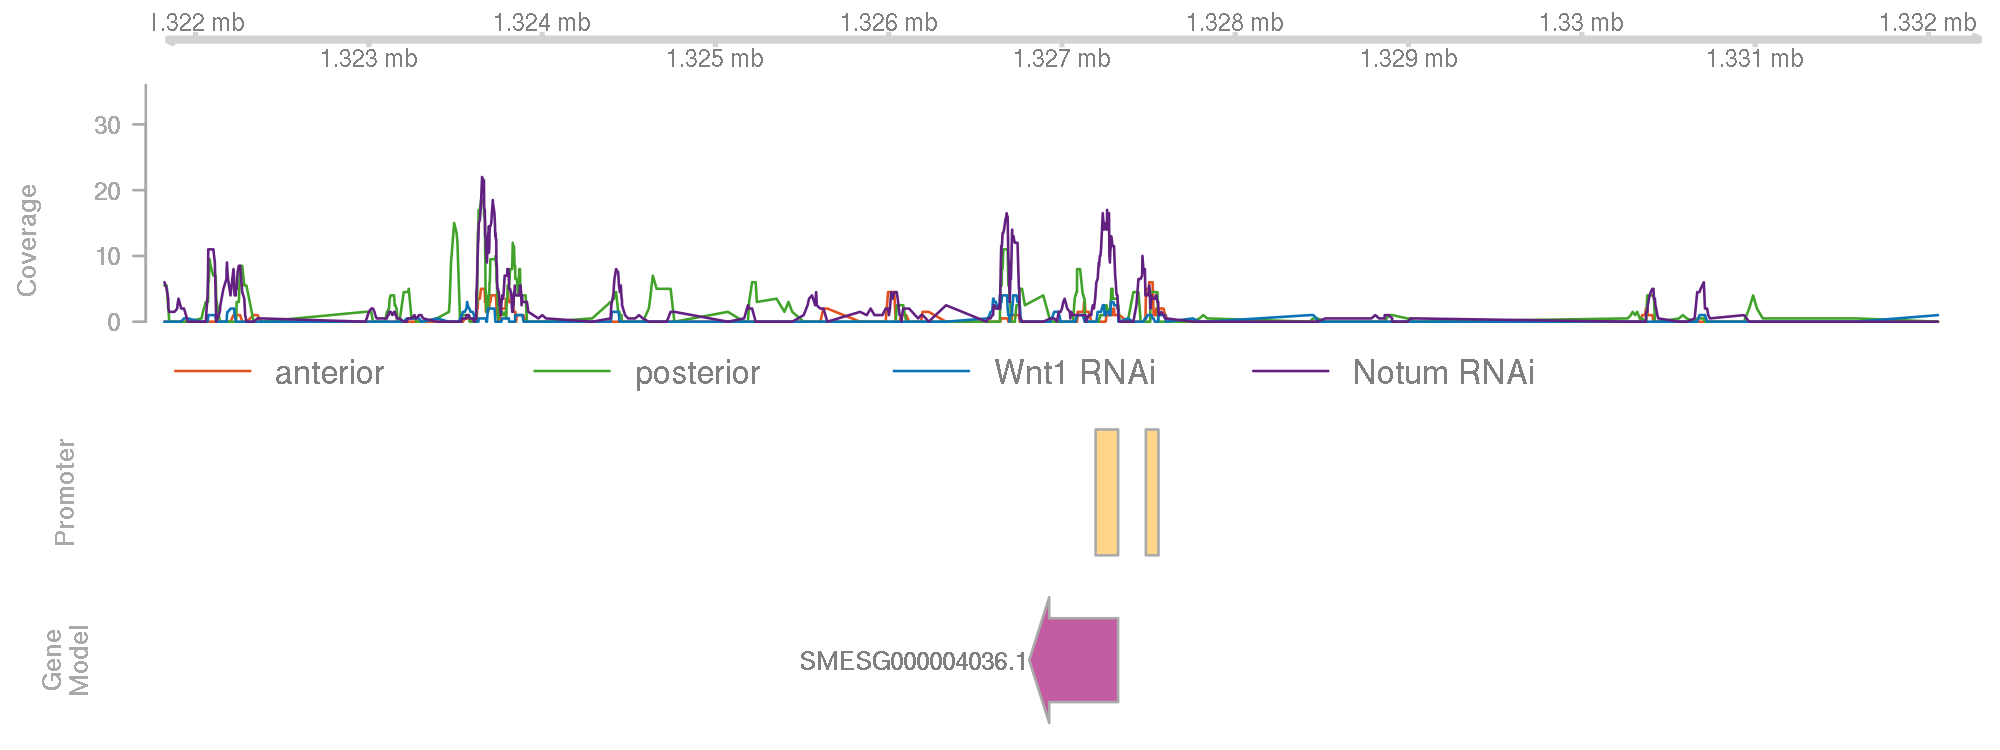 1.322 mb 1.324 mb 1.326 mb 1.328 mb 1.33 mb 1.332 mb
1.323 mb 1.325 mb 1.327 mb 1.329 mb 1.331 mb
Coverage
30
20
10
0
anterior posterior Wnt1 RNAi Notum RNAi
Promoter
Gene
Model
SMESG000004036.1